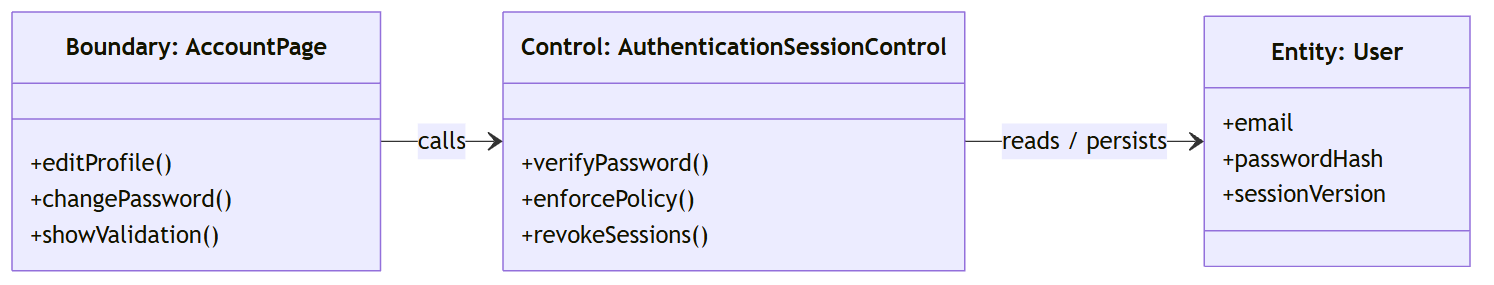 Boundary: AccountPage
+editProfile()
+changePassword()
+showValidation()
calls
Control: AuthenticationSessionControl
+verifyPassword()
+enforcePolicy()
+revokeSessions()
reads / persists
Entity: User
+email
+passwordHash
+sessionVersion